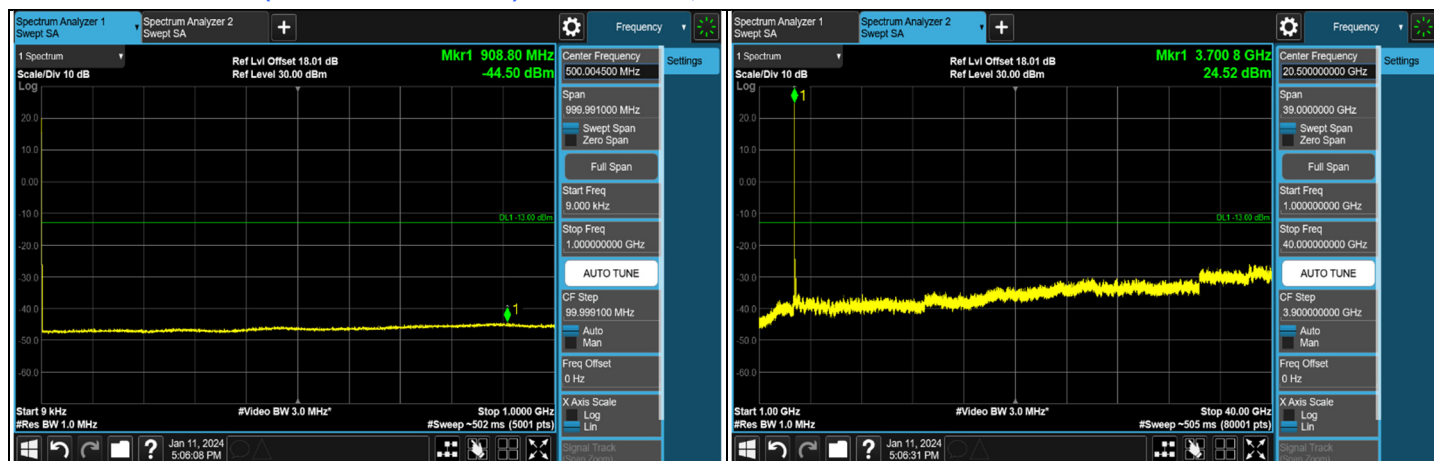 Spectrum Analyzer 1
Swept SA
Spectrum Analyzer 2
Swept SA
Frequency
1 Spectrum
Scale/Div 10 dB
Log
Ref Lvl Offset 18.01 dB
Ref Level 30.00 dBm
Mkr1 908.80 MHz
-44.50 dBm
20.0
10.0
0.00
-10.0
-20.0
-30.0
-40.0
-50.0
-60.0
DL1 -13.00 dBm
1
Start 9 kHz
#Res BW 1.0 MHz
#Video BW 3.0 MHz*
Stop 1.0000 GHz
#Sweep ~502 ms (5001 pts)
Center Frequency
500.004500 MHz
Settings
Span
999.991000 MHz
Swept Span
Zero Span
Full Span
Start Freq
9.000 kHz
Stop Freq
1.000000000 GHz
AUTO TUNE
CF Step
99.999100 MHz
Auto
Man
Freq Offset
0 Hz
X Axis Scale
Log
Lin
Signal Track
(Span Zoom)
?
Jan 11, 2024
5:06:08 PM
Spectrum Analyzer 1
Swept SA
Spectrum Analyzer 2
Swept SA
Frequency
1 Spectrum
Scale/Div 10 dB
Log
Ref Lvl Offset 18.01 dB
Ref Level 30.00 dBm
Mkr1 3.700 8 GHz
24.52 dBm
1
20.0
10.0
0.00
-10.0
-20.0
-30.0
-40.0
-50.0
-60.0
DL1 -13.00 dBm
Start 1.00 GHz
#Res BW 1.0 MHz
#Video BW 3.0 MHz*
Stop 40.00 GHz
#Sweep ~505 ms (80001 pts)
Center Frequency
20.500000000 GHz
Settings
Span
39.0000000 GHz
Swept Span
Zero Span
Full Span
Start Freq
1.000000000 GHz
Stop Freq
40.000000000 GHz
AUTO TUNE
CF Step
3.900000000 GHz
Auto
Man
Freq Offset
0 Hz
X Axis Scale
Log
Lin
Signal Track
(Span Zoom)
?
Jan 11, 2024
5:06:31 PM